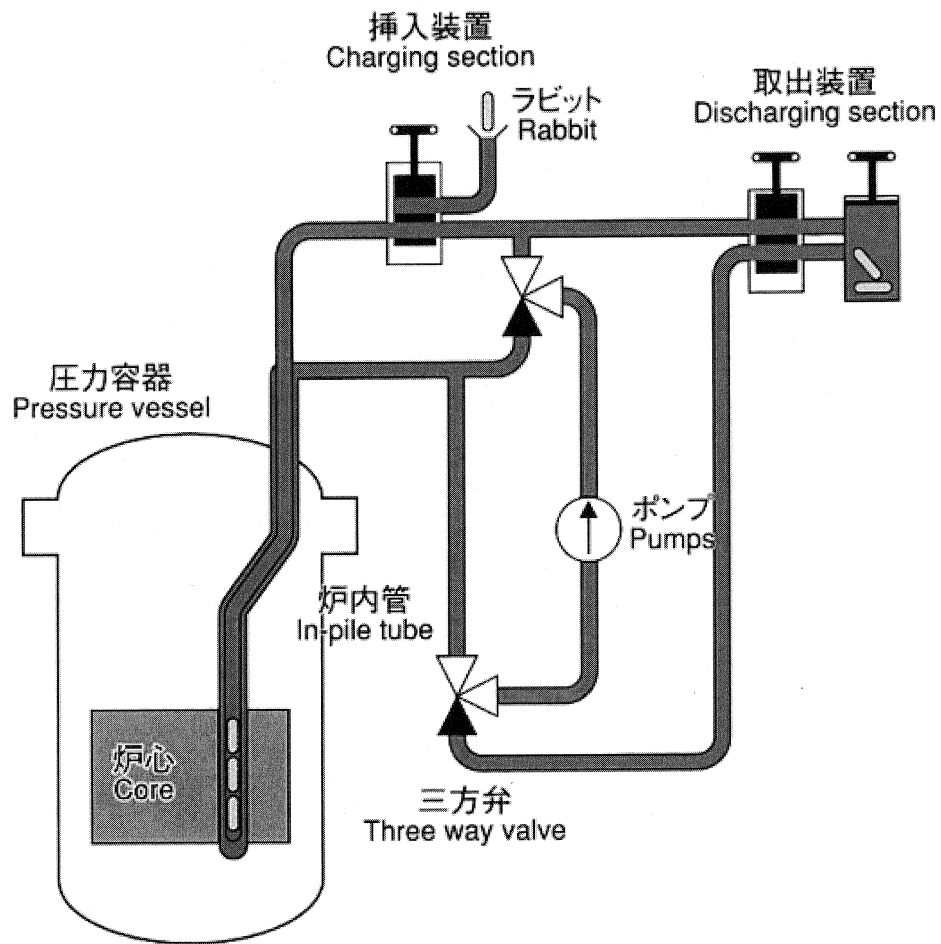 挿入装置
Charging section
ラビット
Rabbit
取出装置
Discharging section
圧力容器
Pressure vessel
ポンプ
Pumps
炉内管
In-pile tube
炉心
Core
三方弁
Three way valve